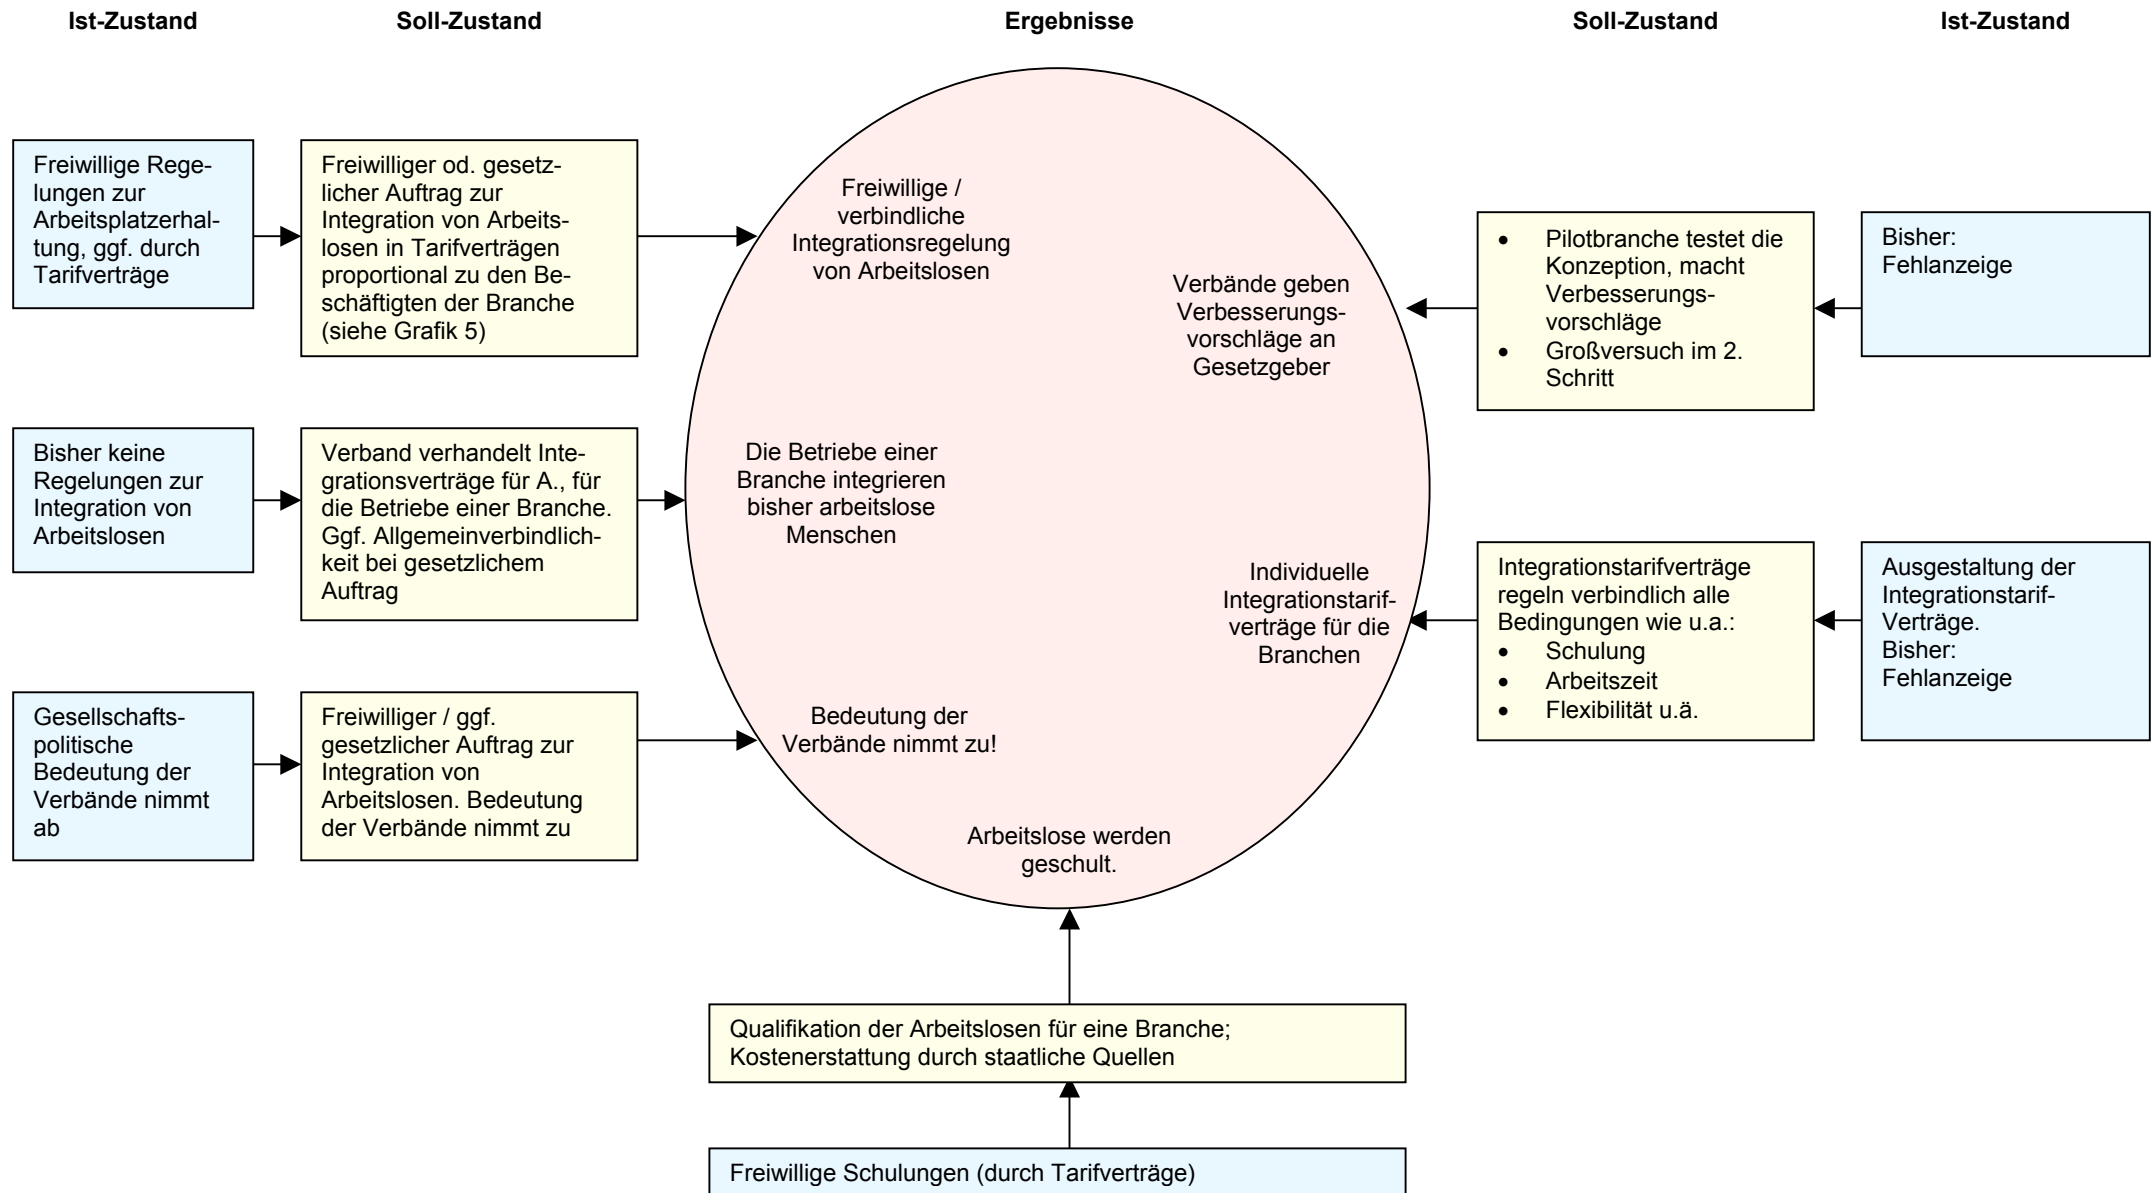 Ist-Zustand
Soll-Zustand
Ergebnisse
Soll-Zustand
Ist-Zustand
Freiwillige Rege-
lungen zur
Arbeitsplatzerhal-
tung, ggf. durch
Tarifverträge
Freiwilliger od. gesetz-
licher Auftrag zur
Integration von Arbeits-
losen in Tarifverträgen
proportional zu den Be-
schäftigten der Branche
(siehe Grafik 5)
Freiwillige /
verbindliche
Integrationsregelung
von Arbeitslosen
Verbände geben
Verbesserungs-
vorschläge an
Gesetzgeber
• Pilotbranche testet die
Konzeption, macht
Verbesserungs-
vorschläge
• Großversuch im 2.
Schritt
Bisher:
Fehlanzeige
Bisher keine
Regelungen zur
Integration von
Arbeitslosen
Verband verhandelt Inte-
grationsverträge für A., für
die Betriebe einer Branche.
Ggf. Allgemeinverbindlich-
keit bei gesetzlichem
Auftrag
Die Betriebe einer
Branche integrieren
bisher arbeitslose
Menschen
Individuelle
Integrationstarif-
verträge für die
Branchen
Integrationstarifverträge
regeln verbindlich alle
Bedingungen wie u.a.:
• Schulung
• Arbeitszeit
• Flexibilität u.ä.
Ausgestaltung der
Integrationstarif-
Verträge.
Bisher:
Fehlanzeige
Gesellschafts-
politische
Bedeutung der
Verbände nimmt
ab
Freiwilliger / ggf.
gesetzlicher Auftrag zur
Integration von
Arbeitslosen. Bedeutung
der Verbände nimmt zu
Bedeutung der
Verbände nimmt zu!
Arbeitslose werden
geschult.
Qualifikation der Arbeitslosen für eine Branche;
Kostenerstattung durch staatliche Quellen
Freiwillige Schulungen (durch Tarifverträge)